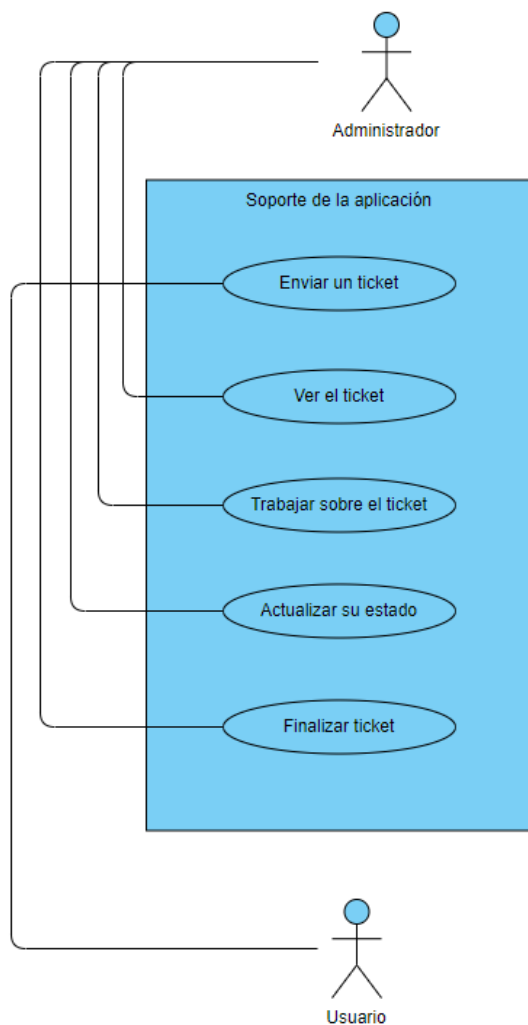 Administrador
Soporte de la aplicación
Enviar un ticket
Ver el ticket
Trabajar sobre el ticket
Actualizar su estado
Finalizar ticket
Usuario